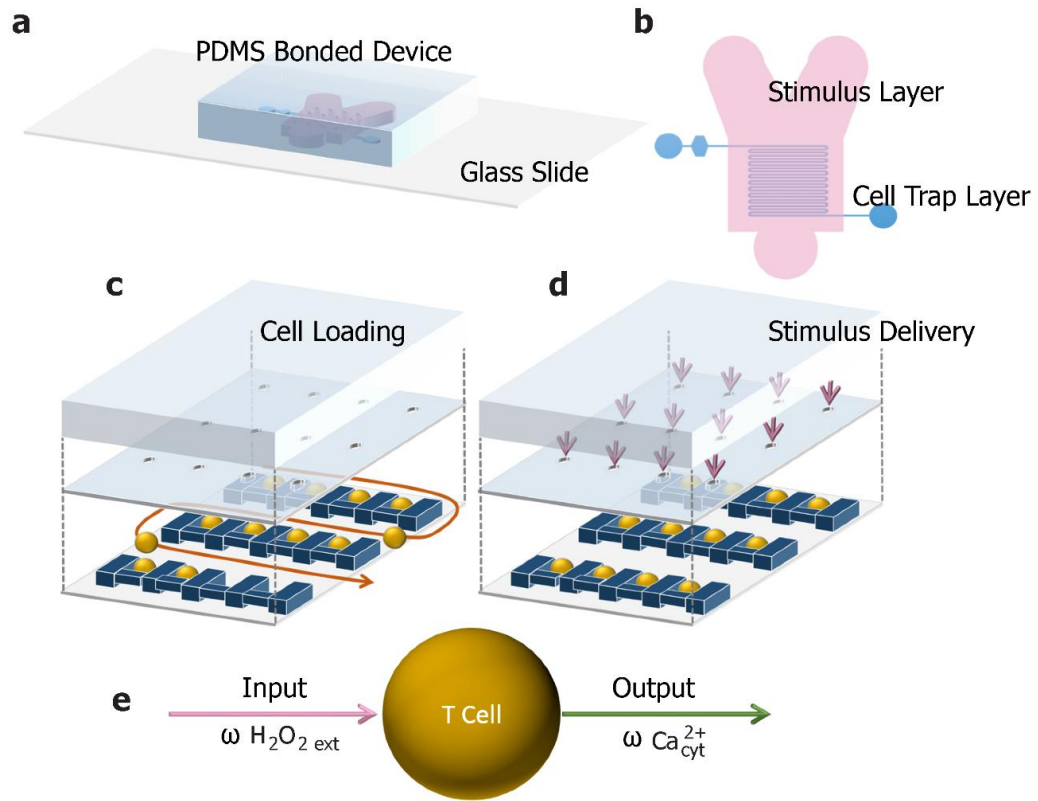 a
PDMS Bonded Device
Glass Slide
b
Stimulus Layer
Cell Trap Layer
c
Cell Loading
d
Stimulus Delivery
e
Input
ω H₂O₂ ext
T Cell
Output
ω Ca²⁺cyt